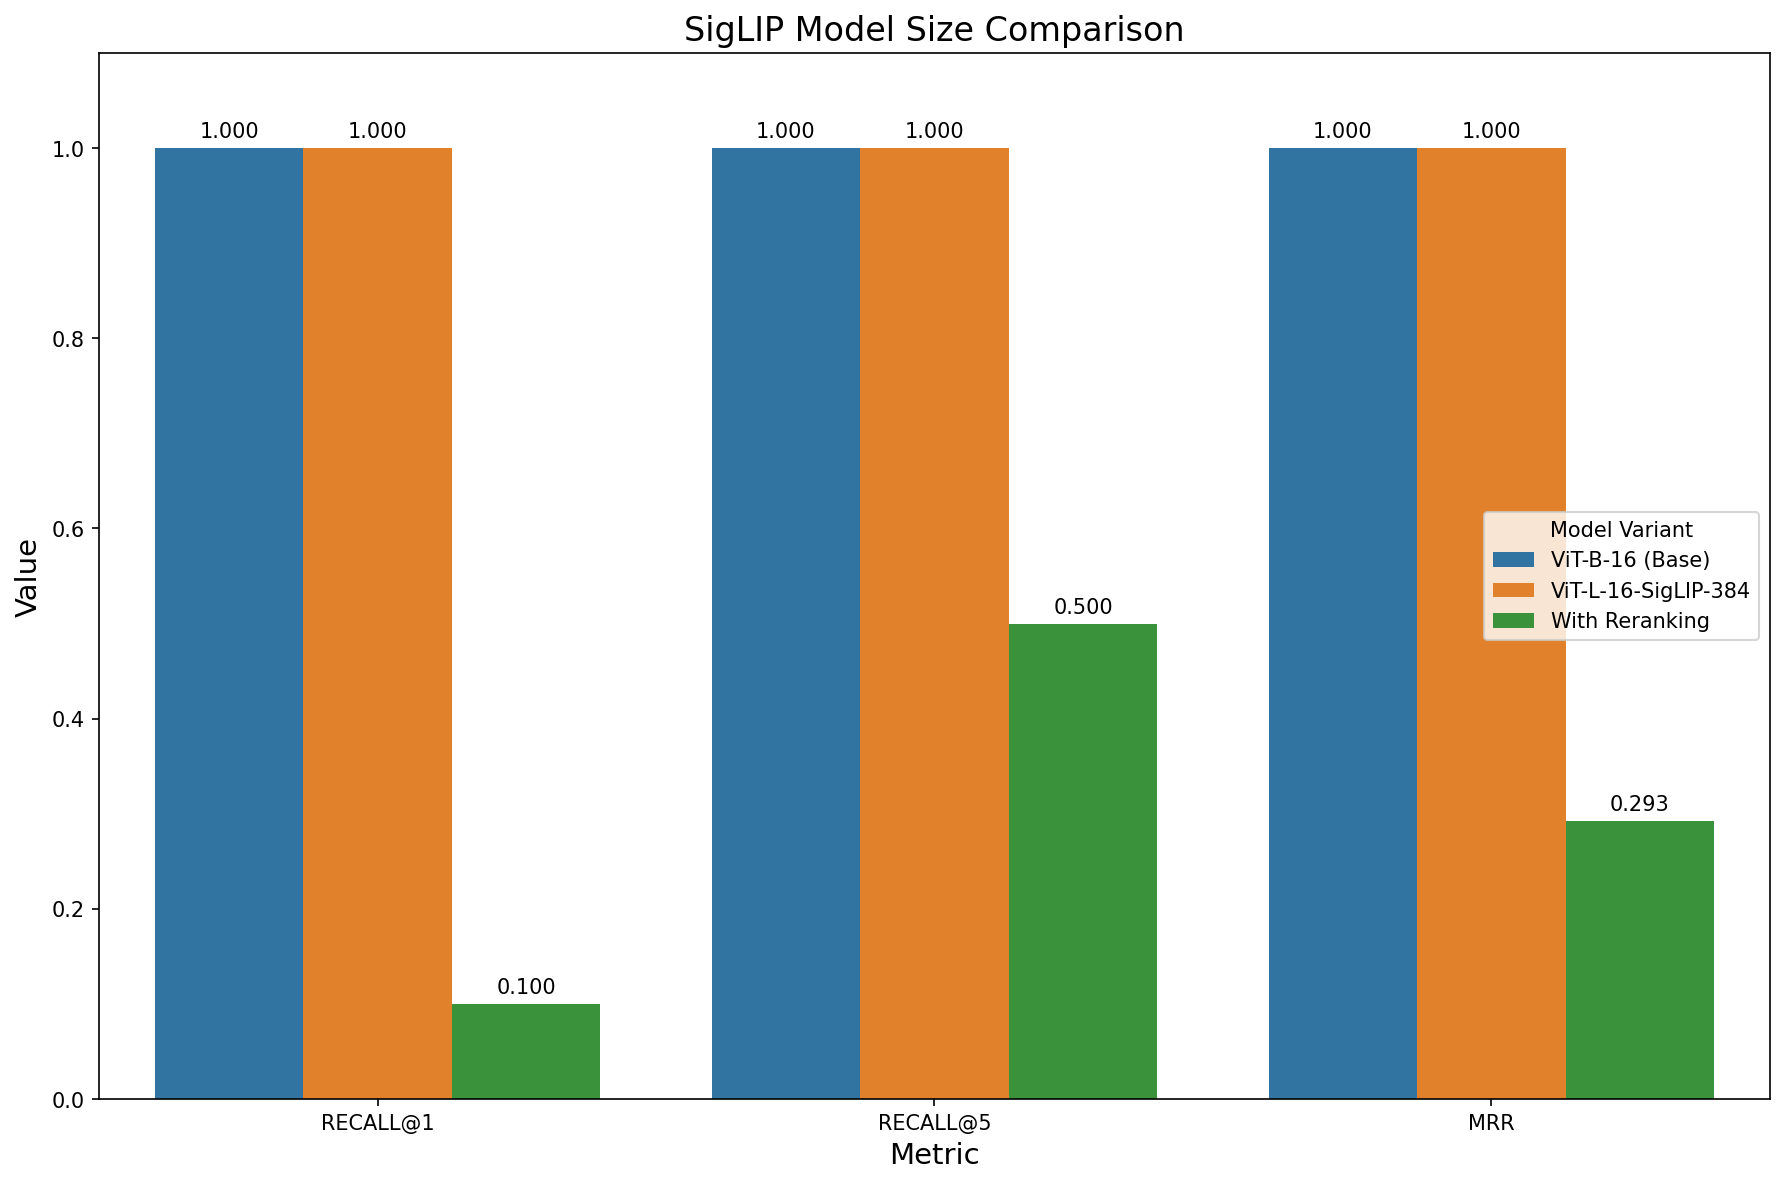 SigLIP Model Size Comparison
1.000 1.000 1.000 1.000 1.000 1.000
1.0
0.8
0.6
0.4
0.2
0.0
Value
0.100
0.500
0.293
Model Variant
ViT-B-16 (Base)
ViT-L-16-SigLIP-384
With Reranking
RECALL@1 RECALL@5 MRR
Metric